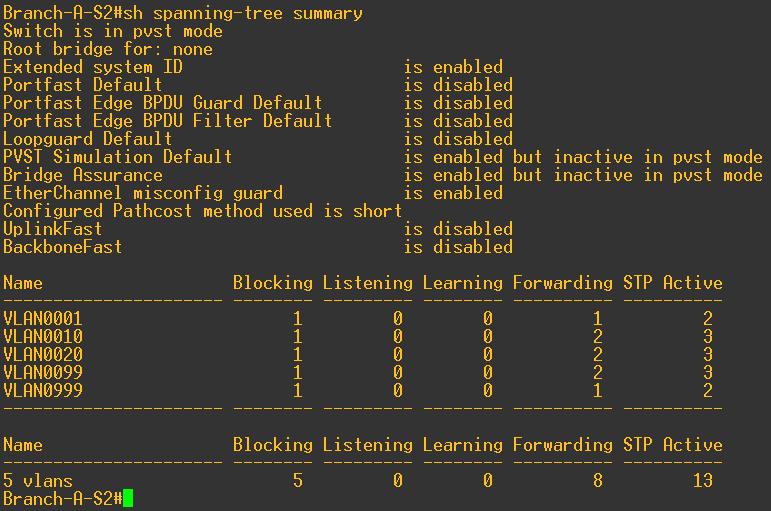 Branch-A-S2#sh spanning-tree summary
Switch is in pvst mode
Root bridge for: none
Extended system ID                      is enabled
Portfast Default                        is disabled
Portfast Edge BPDU Guard Default        is disabled
Portfast Edge BPDU Filter Default       is disabled
Loopguard Default                       is disabled
PVST Simulation Default                 is enabled but inactive in pvst mode
Bridge Assurance                        is enabled but inactive in pvst mode
EtherChannel misconfig guard            is enabled
Configured Pathcost method used is short
UplinkFast                              is disabled
BackboneFast                            is disabled

Name                   Blocking Listening Learning Forwarding STP Active
---------------------- -------- --------- -------- ---------- ----------
VLAN0001                     1         0        0          1          2
VLAN0010                     1         0        0          2          3
VLAN0020                     1         0        0          2          3
VLAN0099                     1         0        0          2          3
VLAN0999                     1         0        0          1          2
---------------------- -------- --------- -------- ---------- ----------

Name                   Blocking Listening Learning Forwarding STP Active
---------------------- -------- --------- -------- ---------- ----------
5 vlans                      5         0        0          8         13
Branch-A-S2#